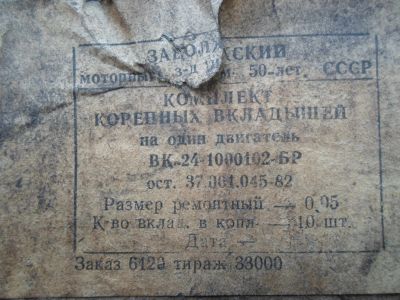 ЗАВОЛЖСКИЙ
моторный з-д им. 50-лет. СССР
КОМПЛЕКТ
КОРЕННЫХ ВКЛАДЫШЕЙ
на один двигатель
ВК-24-1000102-БР
ост. 37.001.045-82
Размер ремонтный — 0,05
К-во вклад. в компл — 10 шт.
Дата —
Заказ 6120 тираж 33000